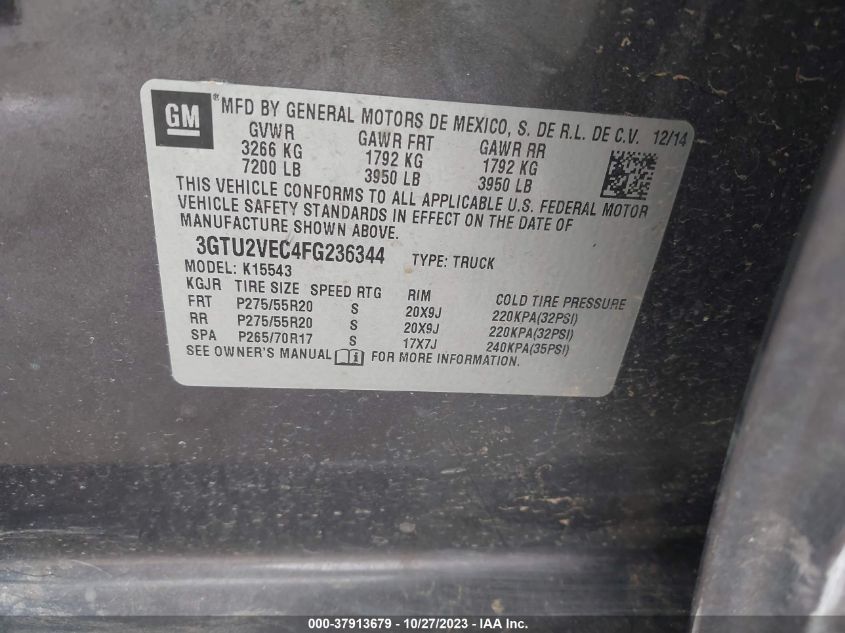 GM
® MFD BY GENERAL MOTORS DE MEXICO, S. DE R.L. DE C.V. 12/14
GVWR GAWR FRT GAWR RR
3266 KG 1792 KG 1792 KG
7200 LB 3950 LB 3950 LB
THIS VEHICLE CONFORMS TO ALL APPLICABLE U.S. FEDERAL MOTOR
VEHICLE SAFETY STANDARDS IN EFFECT ON THE DATE OF
MANUFACTURE SHOWN ABOVE.
3GTU2VEC4FG236344 TYPE: TRUCK
MODEL: K15543
KGJR TIRE SIZE SPEED RTG RIM COLD TIRE PRESSURE
FRT P275/55R20 S 20X9J 220KPA(32PSI)
RR P275/55R20 S 20X9J 220KPA(32PSI)
SPA P265/70R17 S 17X7J 240KPA(35PSI)
SEE OWNER'S MANUAL FOR MORE INFORMATION.
000-37913679 - 10/27/2023 - IAA Inc.